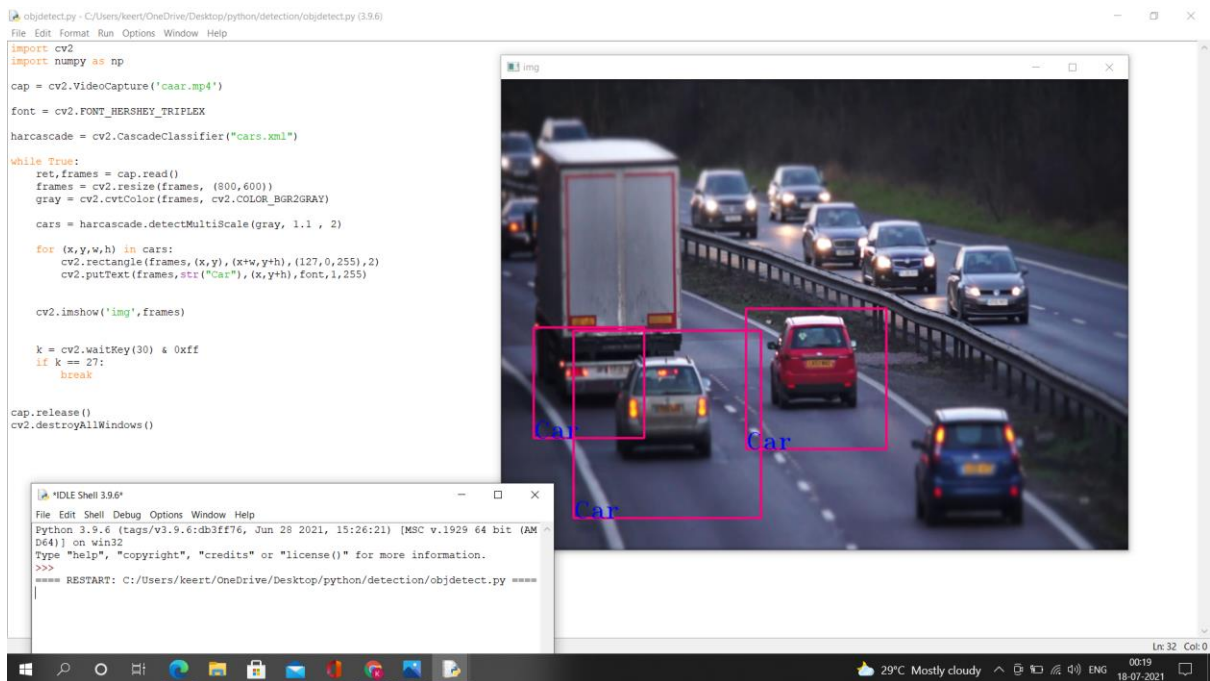 objdetect.py - C:/Users/keert/OneDrive/Desktop/python/detection/objdetect.py (3.9.6)
File Edit Format Run Options Window Help
import cv2
import numpy as np
cap = cv2.VideoCapture('caar.mp4')
font = cv2.FONT_HERSHEY_TRIPLEX
harcascade = cv2.CascadeClassifier("cars.xml")
while True:
    ret,frames = cap.read()
    frames = cv2.resize(frames, (800,600))
    gray = cv2.cvtColor(frames, cv2.COLOR_BGR2GRAY)
    cars = harcascade.detectMultiScale(gray, 1.1 , 2)
    for (x,y,w,h) in cars:
        cv2.rectangle(frames,(x,y),(x+w,y+h),(127,0,255),2)
        cv2.putText(frames,str("Car"),(x,y+h),font,1,255)
    cv2.imshow('img',frames)
    k = cv2.waitKey(30) & 0xff
    if k == 27:
        break
cap.release()
cv2.destroyAllWindows()
img
Car
Car
Car
*IDLE Shell 3.9.6*
File Edit Shell Debug Options Window Help
Python 3.9.6 (tags/v3.9.6:db3ff76, Jun 28 2021, 15:26:21) [MSC v.1929 64 bit (AM
D64)] on win32
Type "help", "copyright", "credits" or "license()" for more information.
>>>
==== RESTART: C:/Users/keert/OneDrive/Desktop/python/detection/objdetect.py ====
Ln: 32 Col: 0
29°C Mostly cloudy
ENG
00:19
18-07-2021